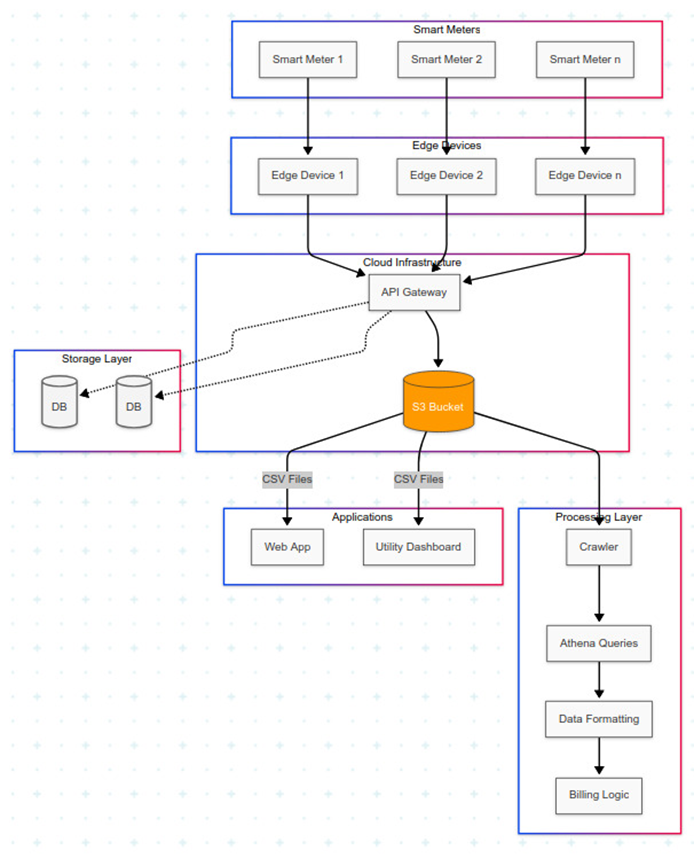 Smart Meters
Smart Meter 1
Smart Meter 2
Smart Meter n
Edge Devices
Edge Device 1
Edge Device 2
Edge Device n
Cloud Infrastructure
API Gateway
Storage Layer
DB
DB
S3 Bucket
CSV Files
CSV Files
Applications
Web App
Utility Dashboard
Processing Layer
Crawler
Athena Queries
Data Formatting
Billing Logic